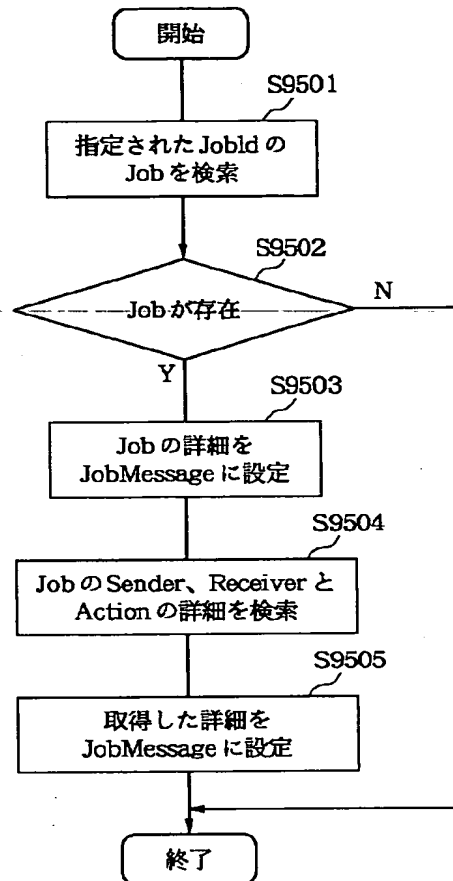 開始
S9501
指定されたJobIdの
Jobを検索
S9502
Jobが存在
N
Y
S9503
Jobの詳細を
JobMessageに設定
S9504
JobのSender、Receiverと
Actionの詳細を検索
S9505
取得した詳細を
JobMessageに設定
終了